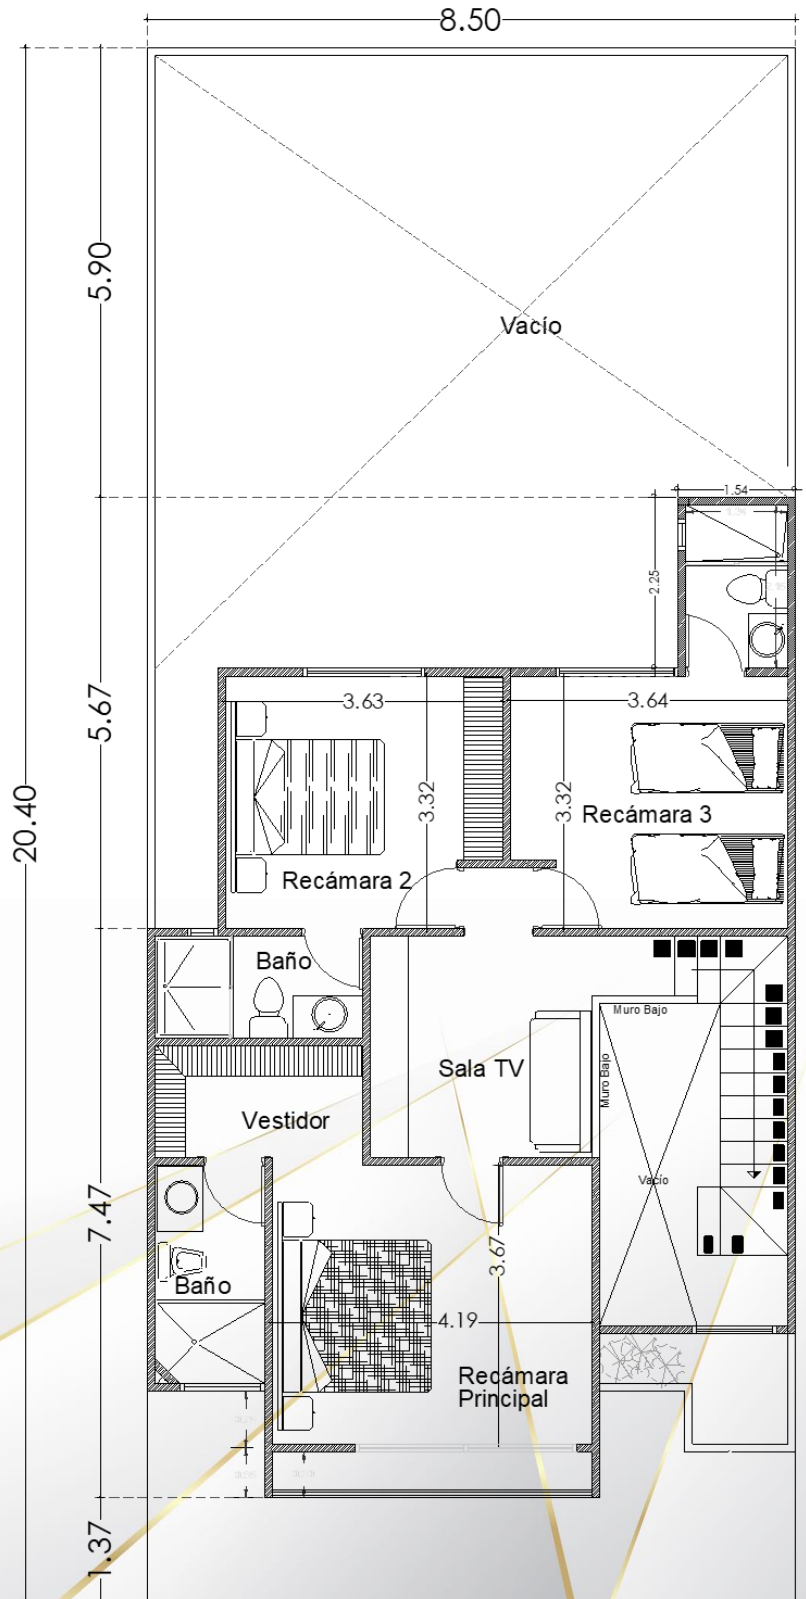 8.50
5.90
Vacío
1.54
2.25
5.67
3.63
3.64
20.40
3.32
3.32
Recámara 3
Recámara 2
Baño
Muro Bajo
Sala TV
Muro Bajo
Vestidor
Vacío
7.47
3.67
Baño
4.19
Recámara
Principal
1.37